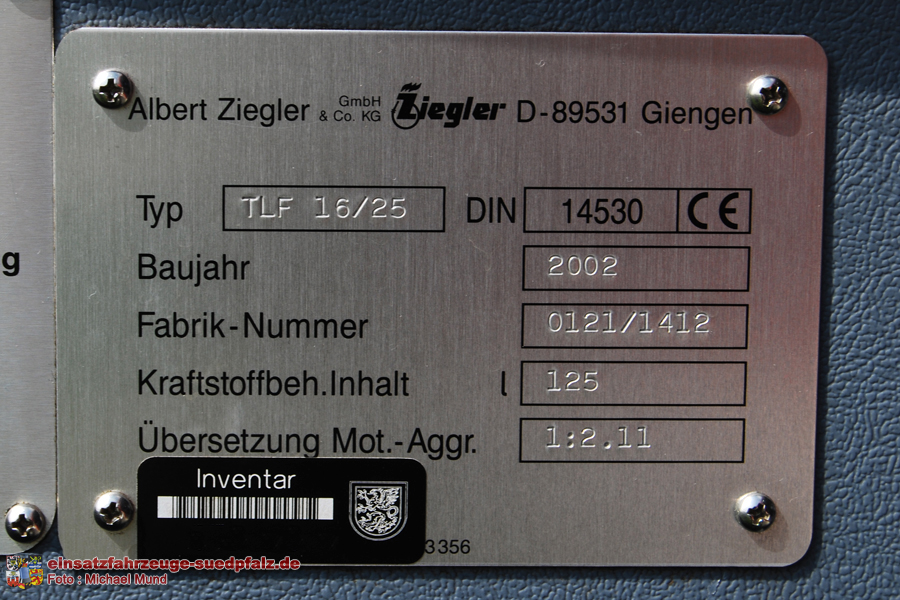 Albert Ziegler GmbH & Co. KG Ziegler D-89531 Giengen
Typ TLF 16/25 DIN 14530 CE
g
Baujahr 2002
Fabrik-Nummer 0121/1412
Kraftstoffbeh.Inhalt l 125
Übersetzung Mot.-Aggr. 1:2.11
Inventar
3356
einsatzfahrzeuge-suedpfalz.de
Foto : Michael Mund